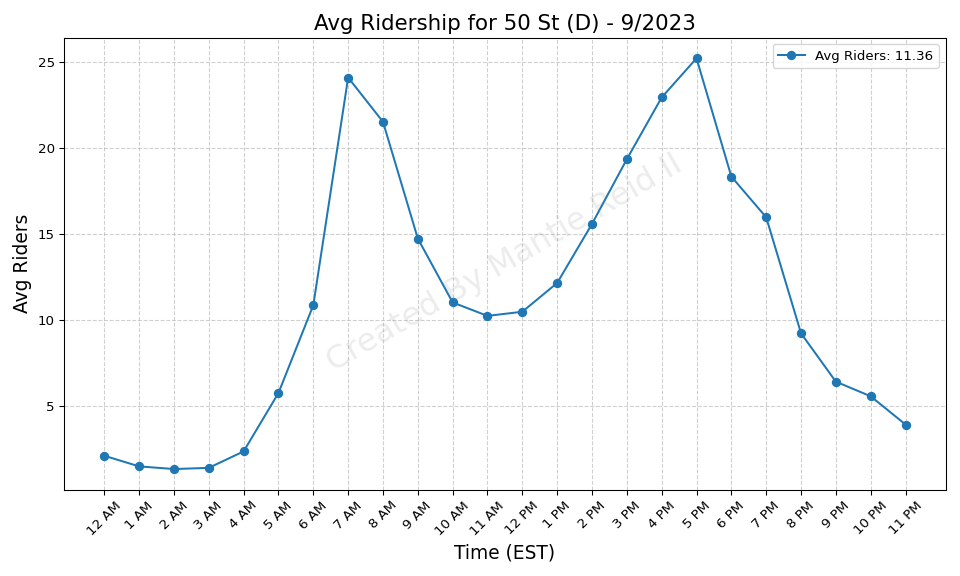 Avg Ridership for 50 St (D) - 9/2023
Avg Riders: 11.36
25
20
15
10
5
Avg Riders
Created By Mantie Reid II
12 AM
1 AM
2 AM
3 AM
4 AM
5 AM
6 AM
7 AM
8 AM
9 AM
10 AM
11 AM
12 PM
1 PM
2 PM
3 PM
4 PM
5 PM
6 PM
7 PM
8 PM
9 PM
10 PM
11 PM
Time (EST)